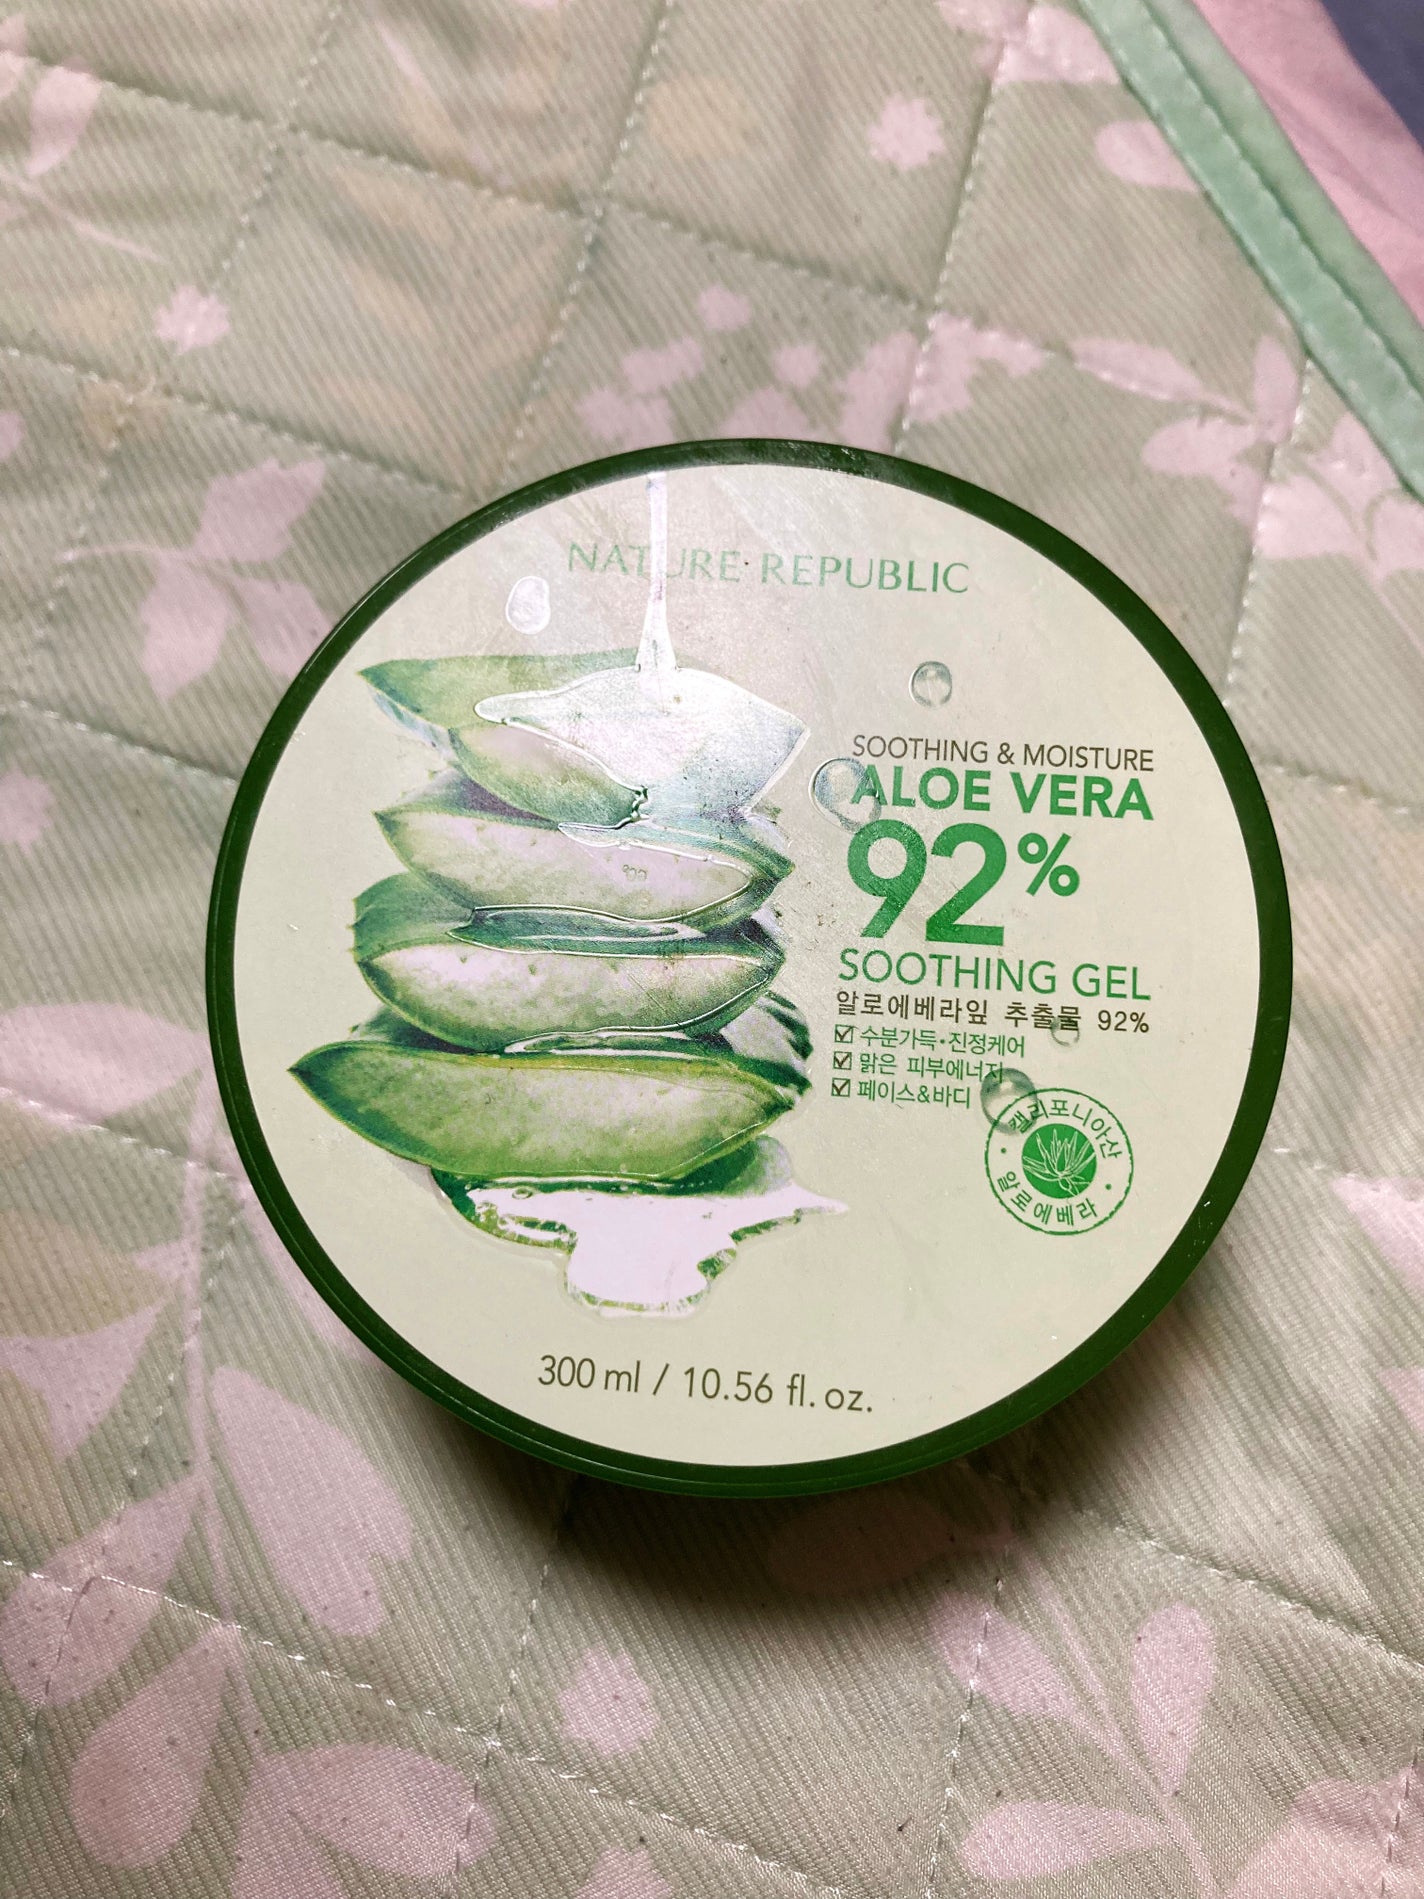 NATURE REPUBLIC
SOOTHING & MOISTURE
ALOE VERA
92%
SOOTHING GEL
알로에베라잎 추출물 92%
수분가득•진정케어
맑은 피부에너지
페이스&바디
캘리포니아산
알로에베라
300 ml / 10.56 fl. oz.